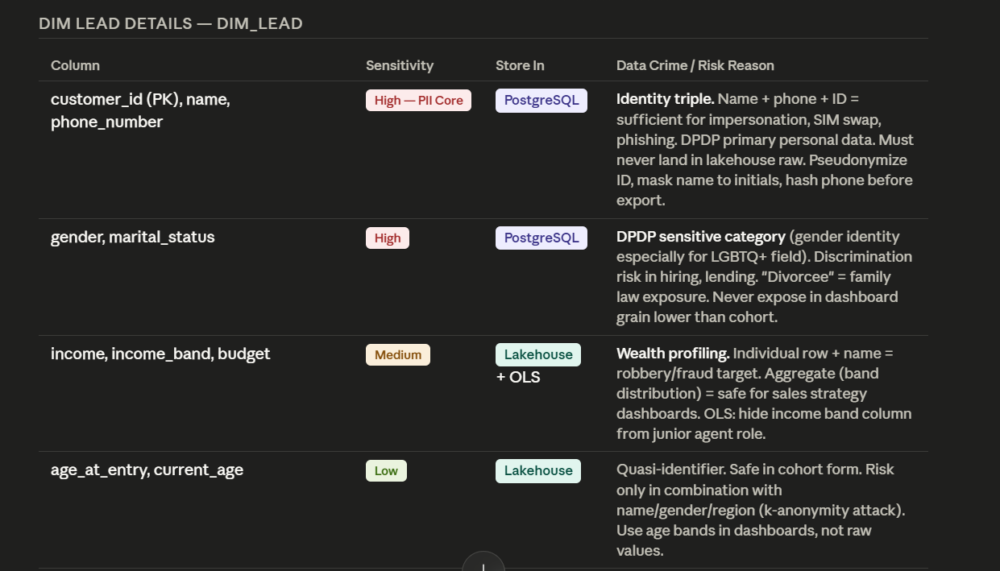 DIM LEAD DETAILS — DIM_LEAD
Column Sensitivity Store In Data Crime / Risk Reason
customer_id (PK), name,
phone_number
High — PII Core
PostgreSQL
Identity triple. Name + phone + ID =
sufficient for impersonation, SIM swap,
phishing. DPDP primary personal data. Must
never land in lakehouse raw. Pseudonymize
ID, mask name to initials, hash phone before
export.
gender, marital_status
High
PostgreSQL
DPDP sensitive category (gender identity
especially for LGBTQ+ field). Discrimination
risk in hiring, lending. "Divorcee" = family
law exposure. Never expose in dashboard
grain lower than cohort.
income, income_band, budget
Medium
Lakehouse
+ OLS
Wealth profiling. Individual row + name =
robbery/fraud target. Aggregate (band
distribution) = safe for sales strategy
dashboards. OLS: hide income band column
from junior agent role.
age_at_entry, current_age
Low
Lakehouse
Quasi-identifier. Safe in cohort form. Risk
only in combination with
name/gender/region (k-anonymity attack).
Use age bands in dashboards, not raw
values.